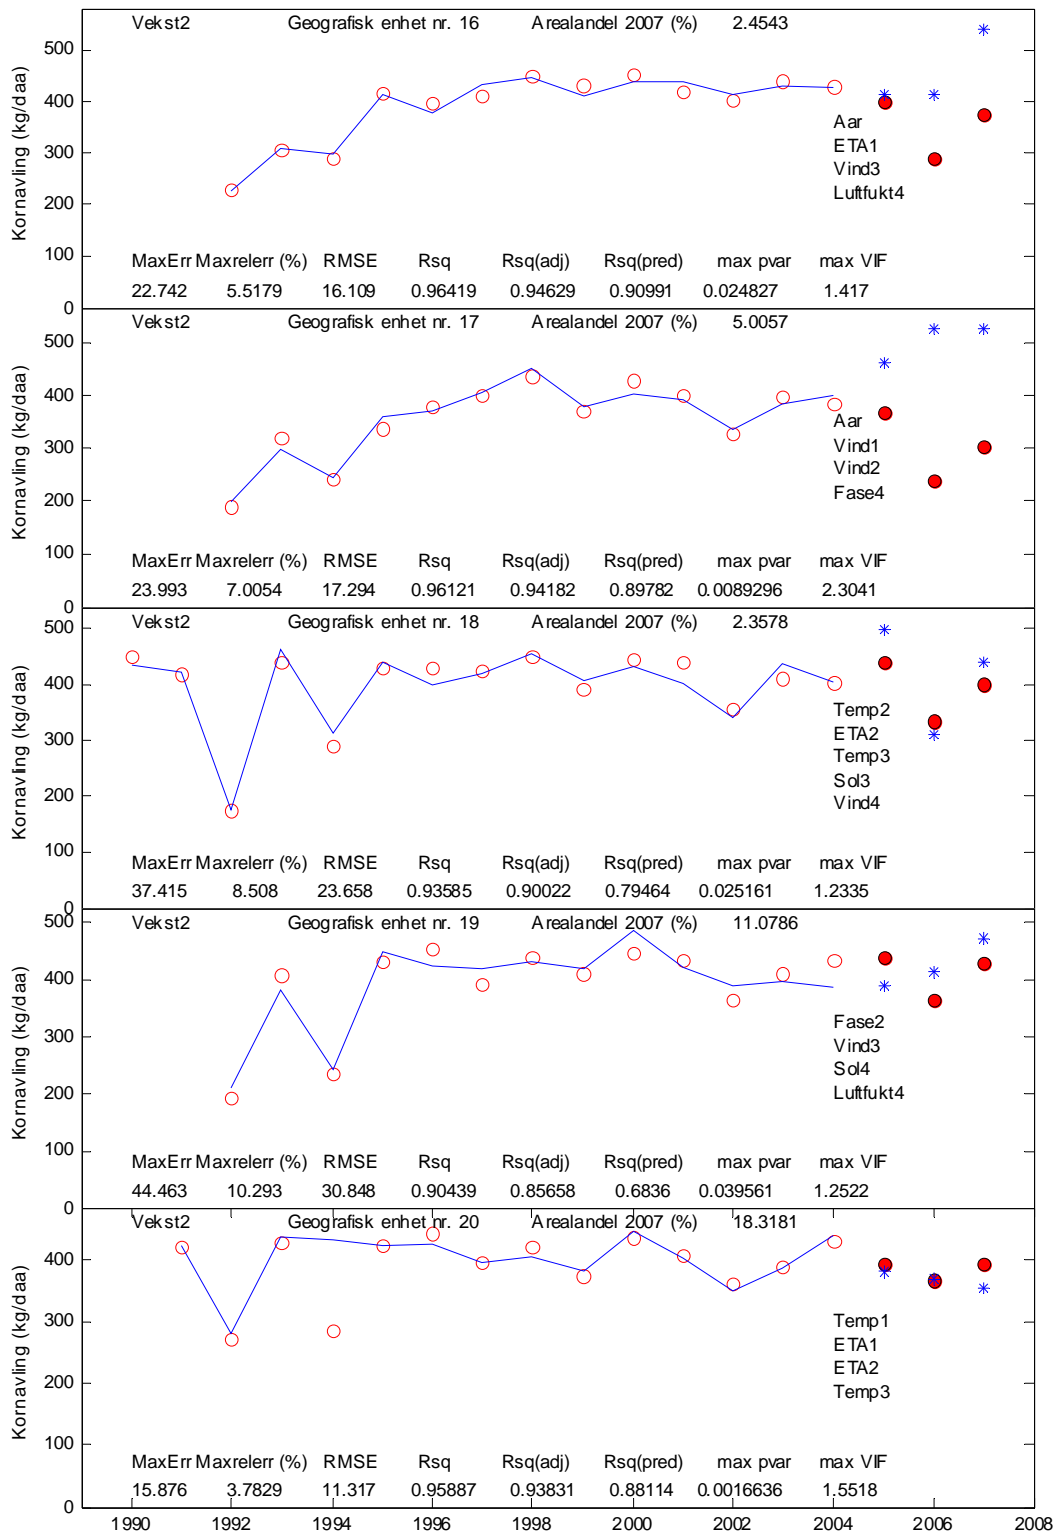 Vekst2 Geografisk enhet nr. 16 Arealandel 2007 (%) 2.4543
500
400
300
200
100
0
Kornavling (kg/daa)
Aar
ETA1
Vind3
Luftfukt4
MaxErr Maxrelerr (%) RMSE Rsq Rsq(adj) Rsq(pred) max pvar max VIF
22.742 5.5179 16.109 0.96419 0.94629 0.90991 0.024827 1.417
Vekst2 Geografisk enhet nr. 17 Arealandel 2007 (%) 5.0057
500
400
300
200
100
0
Kornavling (kg/daa)
Aar
Vind1
Vind2
Fase4
MaxErr Maxrelerr (%) RMSE Rsq Rsq(adj) Rsq(pred) max pvar max VIF
23.993 7.0054 17.294 0.96121 0.94182 0.89782 0.0089296 2.3041
Vekst2 Geografisk enhet nr. 18 Arealandel 2007 (%) 2.3578
500
400
300
200
100
0
Kornavling (kg/daa)
Temp2
ETA2
Temp3
Sol3
Vind4
MaxErr Maxrelerr (%) RMSE Rsq Rsq(adj) Rsq(pred) max pvar max VIF
37.415 8.508 23.658 0.93585 0.90022 0.79464 0.025161 1.2335
Vekst2 Geografisk enhet nr. 19 Arealandel 2007 (%) 11.0786
500
400
300
200
100
0
Kornavling (kg/daa)
Fase2
Vind3
Sol4
Luftfukt4
MaxErr Maxrelerr (%) RMSE Rsq Rsq(adj) Rsq(pred) max pvar max VIF
44.463 10.293 30.848 0.90439 0.85658 0.6836 0.039561 1.2522
Vekst2 Geografisk enhet nr. 20 Arealandel 2007 (%) 18.3181
400
300
200
100
0
Kornavling (kg/daa)
Temp1
ETA1
ETA2
Temp3
MaxErr Maxrelerr (%) RMSE Rsq Rsq(adj) Rsq(pred) max pvar max VIF
15.876 3.7829 11.317 0.95887 0.93831 0.88114 0.0016636 1.5518
1990 1992 1994 1996 1998 2000 2002 2004 2006 2008